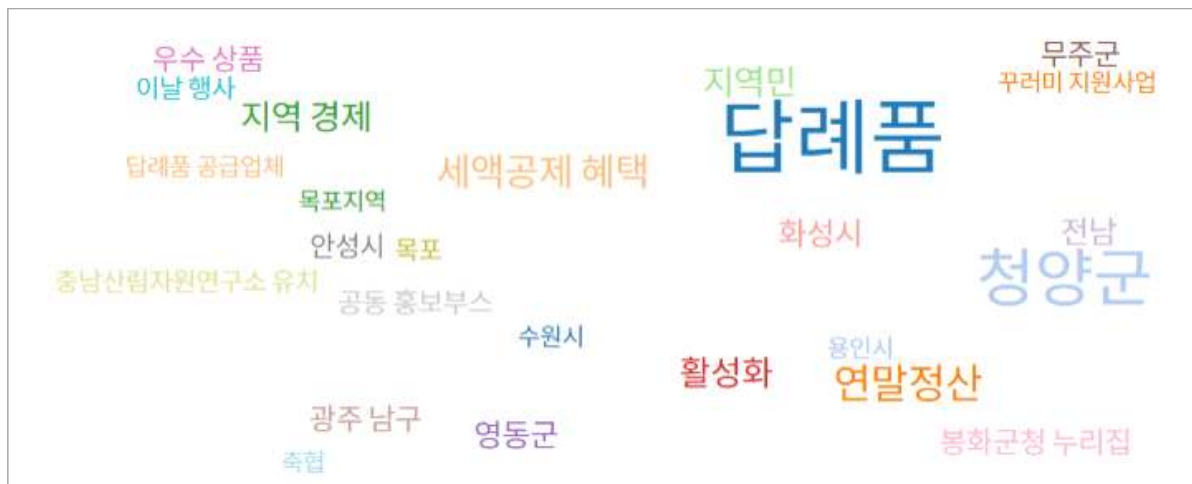 우수 상품
무주군
이날 행사
지역민
꾸러미 지원사업
지역 경제
답례품
답례품 공급업체
세액공제 혜택
목포지역
화성시
전남
안성시
목포
충남산림자원연구소 유치
청양군
공동 홍보부스
수원시
용인시
활성화
연말정산
광주 남구
영동군
봉화군청 누리집
축협